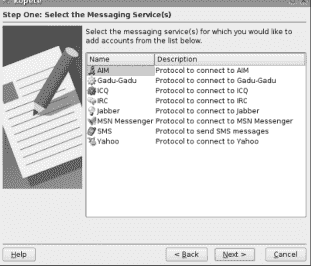 Kopete
Step One: Select the Messaging Service(s)
Select the messaging service(s) for which you would like to
add accounts from the list below.
Name Description
AIM Protocol to connect to AIM
Gadu-Gadu Protocol to connect to Gadu-Gadu
ICQ Protocol to connect to ICQ
IRC Protocol to connect to IRC
Jabber Protocol to connect to Jabber
MSN Messenger Protocol to connect to MSN Messenger
SMS Protocol to send SMS messages
Yahoo Protocol to connect to Yahoo
Help < Back Next > Cancel